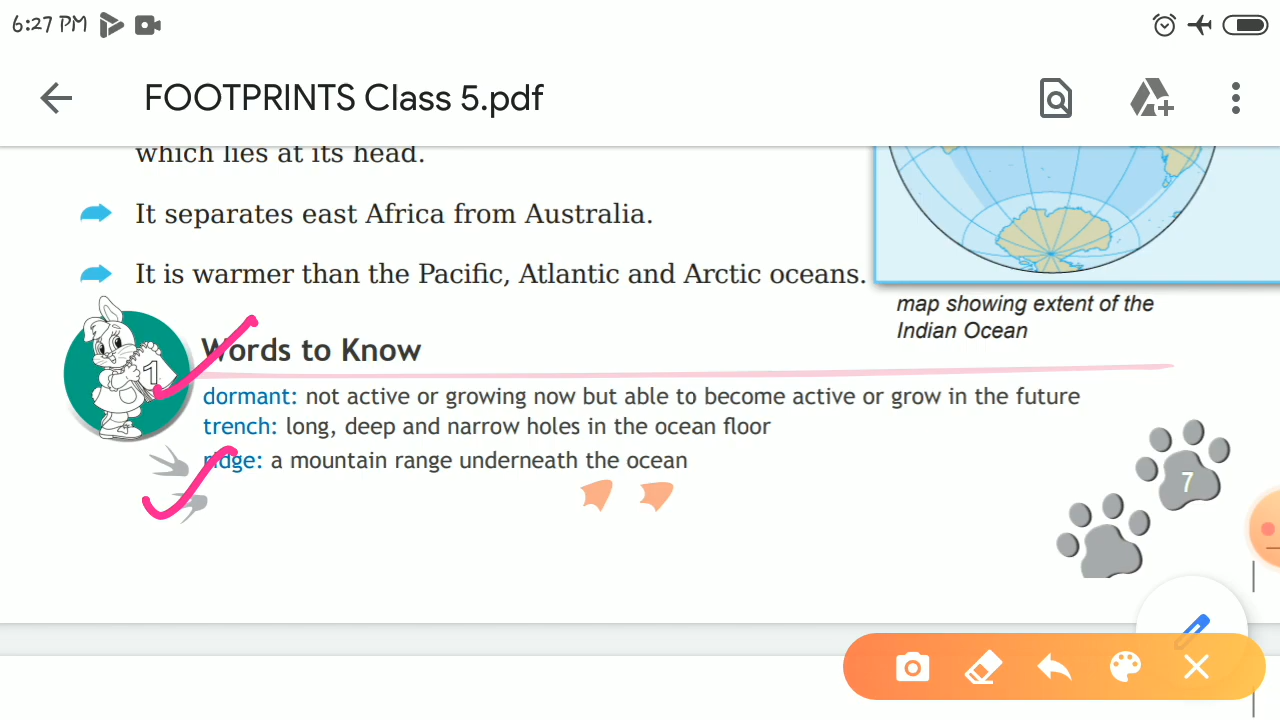 6:27 PM
FOOTPRINTS Class 5.pdf
which lies at its head.
It separates east Africa from Australia.
It is warmer than the Pacific, Atlantic and Arctic oceans.
map showing extent of the
Indian Ocean
1
Words to Know
dormant: not active or growing now but able to become active or grow in the future
trench: long, deep and narrow holes in the ocean floor
ridge: a mountain range underneath the ocean
7